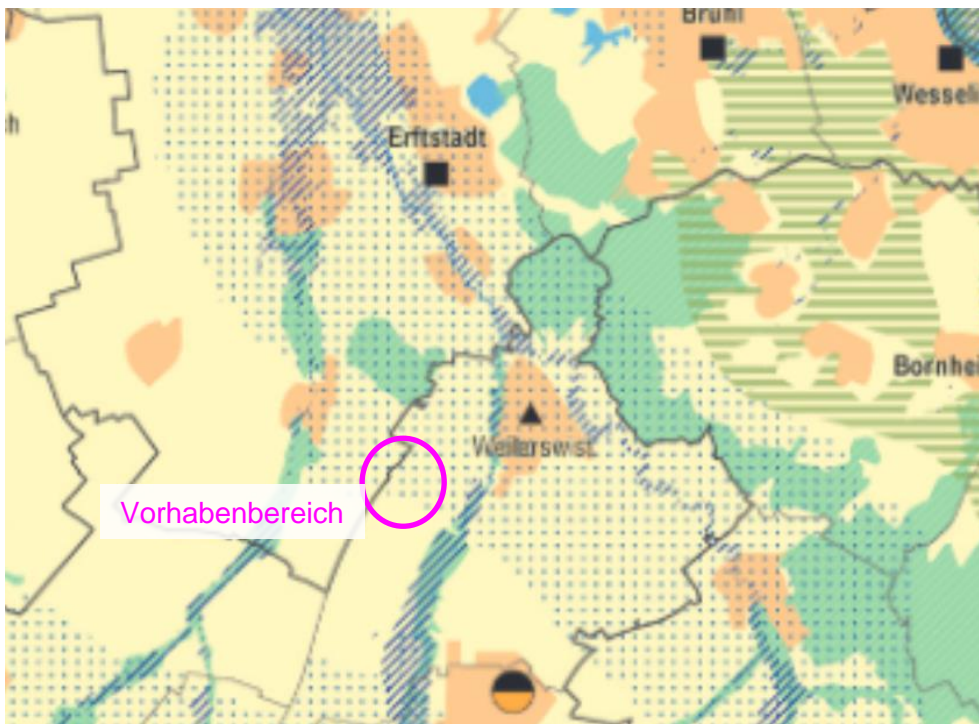 Brühl
Wesseli
h
Erftstadt
Bornhei
Weilerswist
Vorhabenbereich